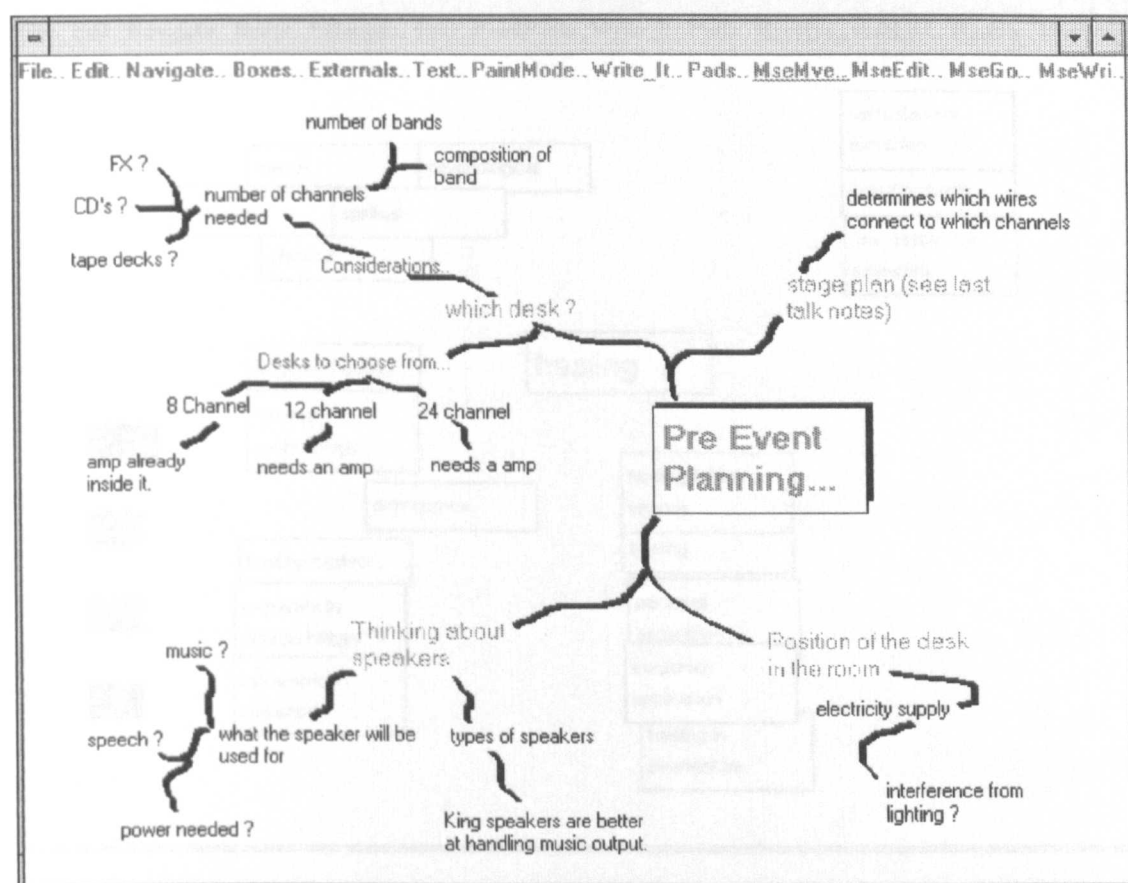 File.. Edit.. Navigate.. Boxes.. Externals.. Text.. PaintMode.. Write_It.. Pads.. MseMve.. MseEdit.. MseGo.. MseWri..
number of bands
composition of
band
FX ?
CD's ?
tape decks ?
number of channels
needed
Considerations..
which desk ?
determines which wires
connect to which channels
stage plan (see last
talk notes)
Desks to choose from...
8 Channel
12 channel
24 channel
amp already
inside it.
needs an amp
needs a amp
Pre Event
Planning...
Thinking about
speakers
Position of the desk
in the room
music ?
speech ?
what the speaker will be
used for
power needed ?
types of speakers
King speakers are better
at handling music output.
electricity supply
interference from
lighting ?